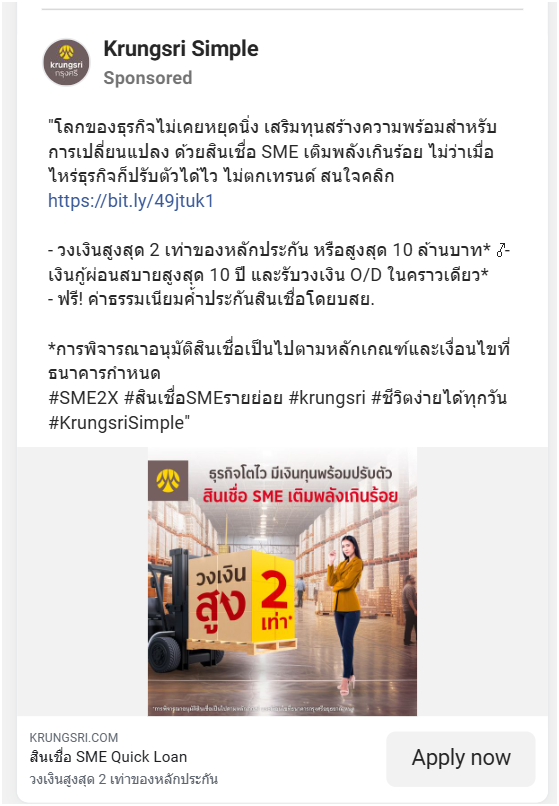 krungsri
กรุงศรี
Krungsri Simple
Sponsored
"โลกของธุรกิจไม่เคยหยุดนิ่ง เสริมทุนสร้างความพร้อมสำหรับ
การเปลี่ยนแปลง ด้วยสินเชื่อ SME เติมพลังเกินร้อย ไม่ว่าเมื่อ
ไหร่ธุรกิจก็ปรับตัวได้ไว ไม่ตกเทรนด์ สนใจคลิก
https://bit.ly/49jtuk1
- วงเงินสูงสุด 2 เท่าของหลักประกัน หรือสูงสุด 10 ล้านบาท* -
เงินกู้ผ่อนสบายสูงสุด 10 ปี และรับวงเงิน O/D ในคราวเดียว*
- ฟรี! ค่าธรรมเนียมค้ำประกันสินเชื่อโดยบสย.
*การพิจารณาอนุมัติสินเชื่อเป็นไปตามหลักเกณฑ์และเงื่อนไขที่
ธนาคารกำหนด
#SME2X #สินเชื่อSMEรายย่อย #krungsri #ชีวิตง่ายได้ทุกวัน
#KrungsriSimple"
ธุรกิจโตไว มีเงินทุนพร้อมปรับตัว
สินเชื่อ SME เติมพลังเกินร้อย
วงเงิน
สูง
2
เท่า*
KRUNGSRI.COM
สินเชื่อ SME Quick Loan
วงเงินสูงสุด 2 เท่าของหลักประกัน
Apply now